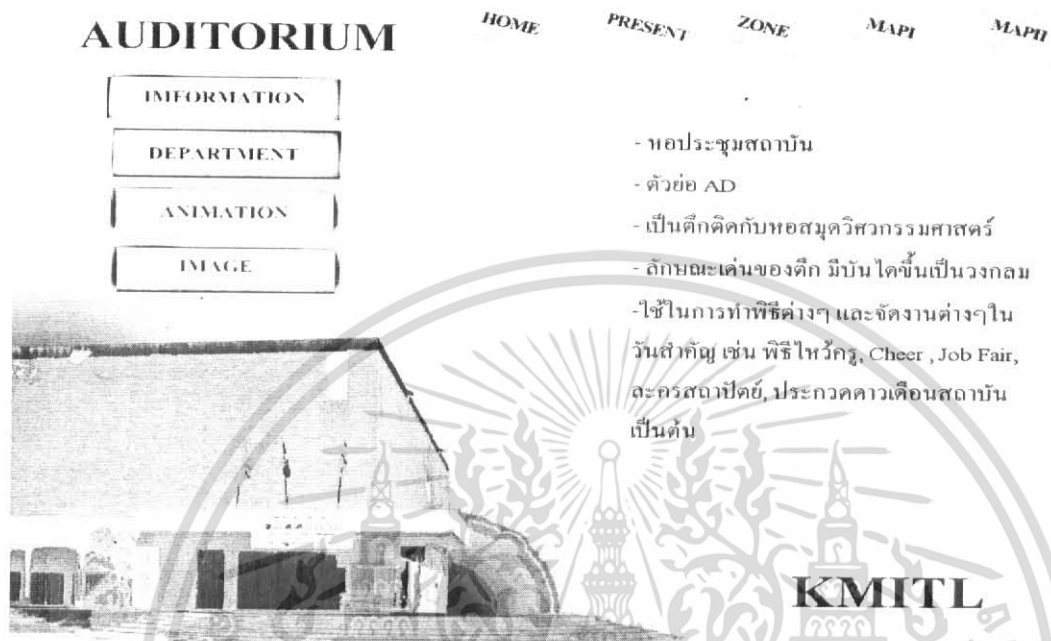 AUDITORIUM
HOME PRESENT ZONE MAPI MAPII
IMFORMATION
DEPARTMENT
ANIMATION
IMAGE
- หอประชุมสถาบัน
- ตัวย่อ AD
- เป็นตึกติดกับหอสมุดวิศวกรรมศาสตร์
- ลักษณะเด่นของตึก มีบันไดขึ้นเป็นวงกลม
-ใช้ในการทำพิธีต่างๆ และจัดงานต่างๆใน
วันสำคัญ เช่น พิธีไหว้ครู, Cheer , Job Fair,
ละครสถาปัตย์, ประกวดดาวเดือนสถาบัน
เป็นต้น
KMITL